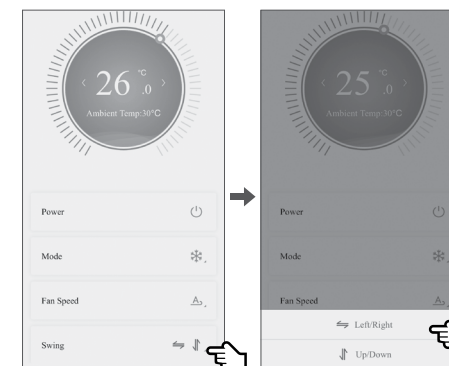 26 °C .0
Ambient Temp:30°C
Power
Mode
Fan Speed
A
Swing
25 °C .0
Ambient Temp:30°C
Power
Mode
Fan Speed
A
Left/Right
Up/Down